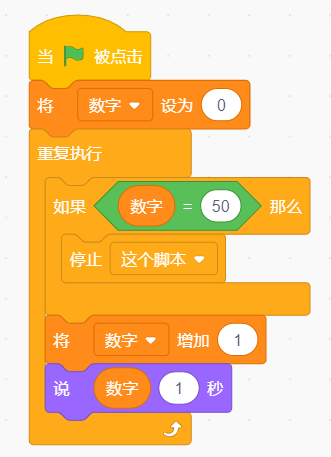 当 被点击
将 数字 设为 0
重复执行
如果 数字 = 50 那么
停止 这个脚本
将 数字 增加 1
说 数字 1 秒